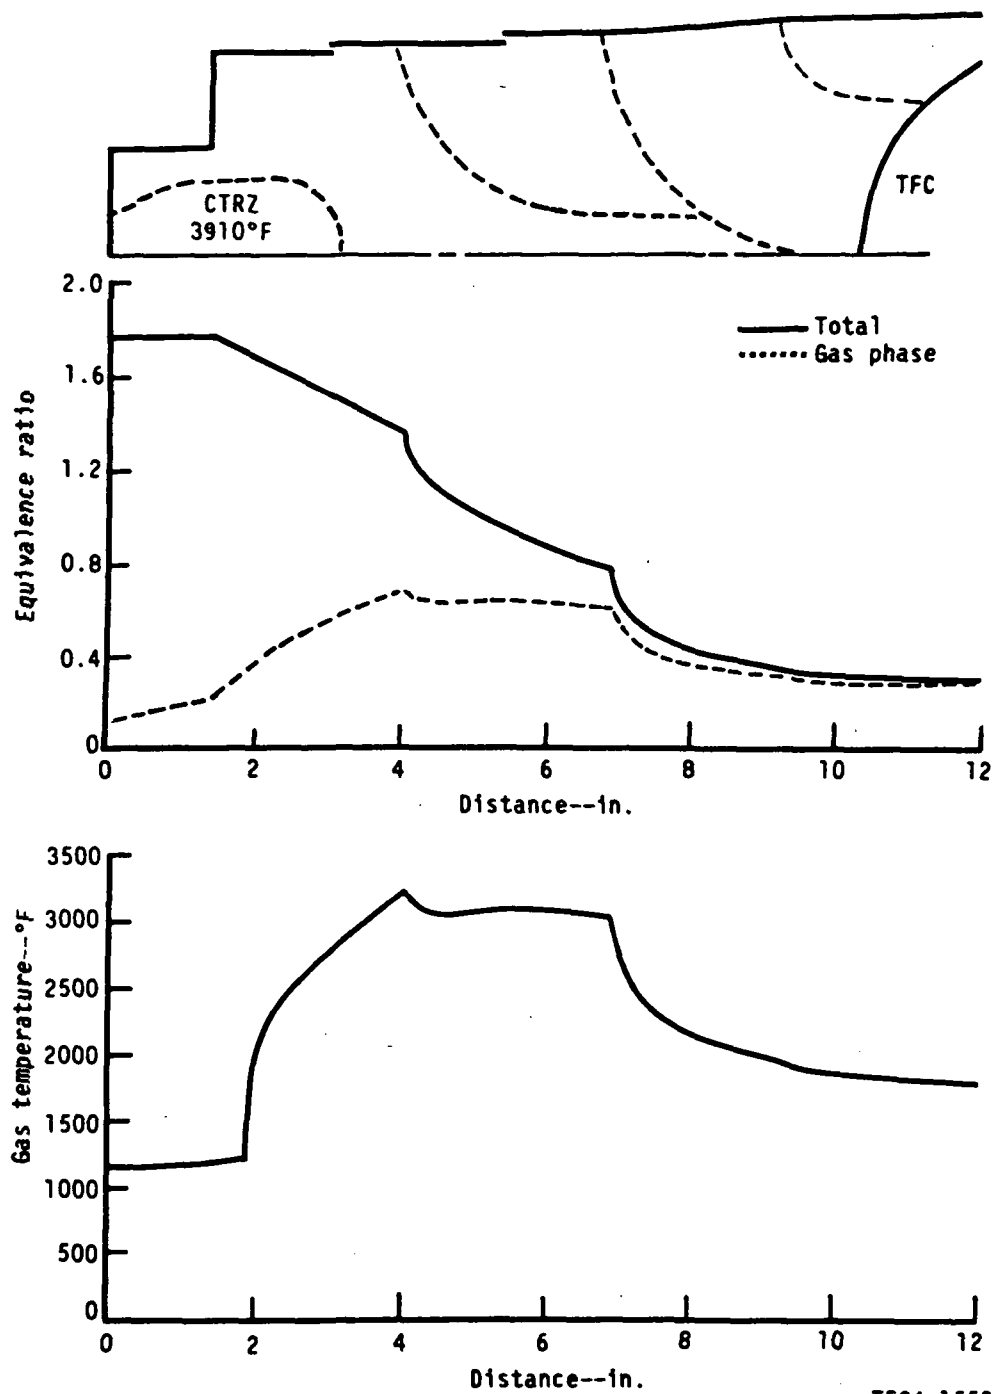 CTRZ
3910°F
TFC
2.0
1.6
1.2
0.8
0.4
0
Equivalence ratio
Total
Gas phase
0 2 4 6 8 10 12
Distance--in.
3500
3000
2500
2000
1500
1000
500
0
Gas temperature--°F
0 2 4 6 8 10 12
Distance--in.